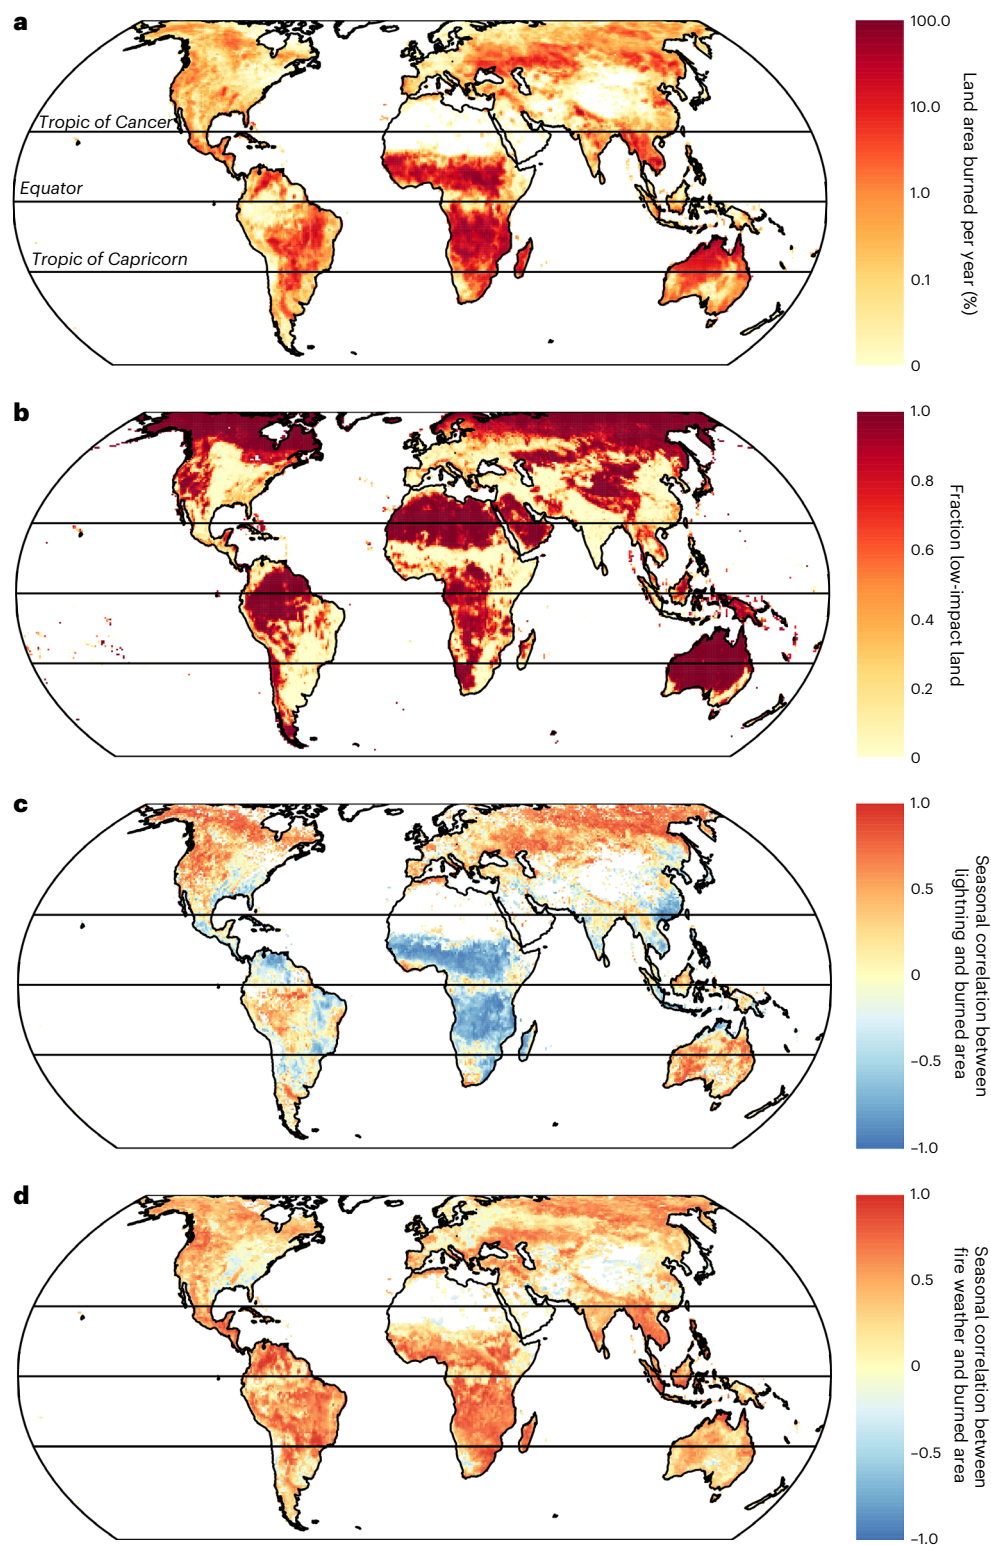 a
Tropic of Cancer
Equator
Tropic of Capricorn
100.0
10.0
1.0
0.1
0
Land area burned per year (%)
b
1.0
0.8
0.6
0.4
0.2
0
Fraction low-impact land
c
1.0
0.5
0
–0.5
–1.0
Seasonal correlation between
lightning and burned area
d
1.0
0.5
0
–0.5
–1.0
Seasonal correlation between
fire weather and burned area